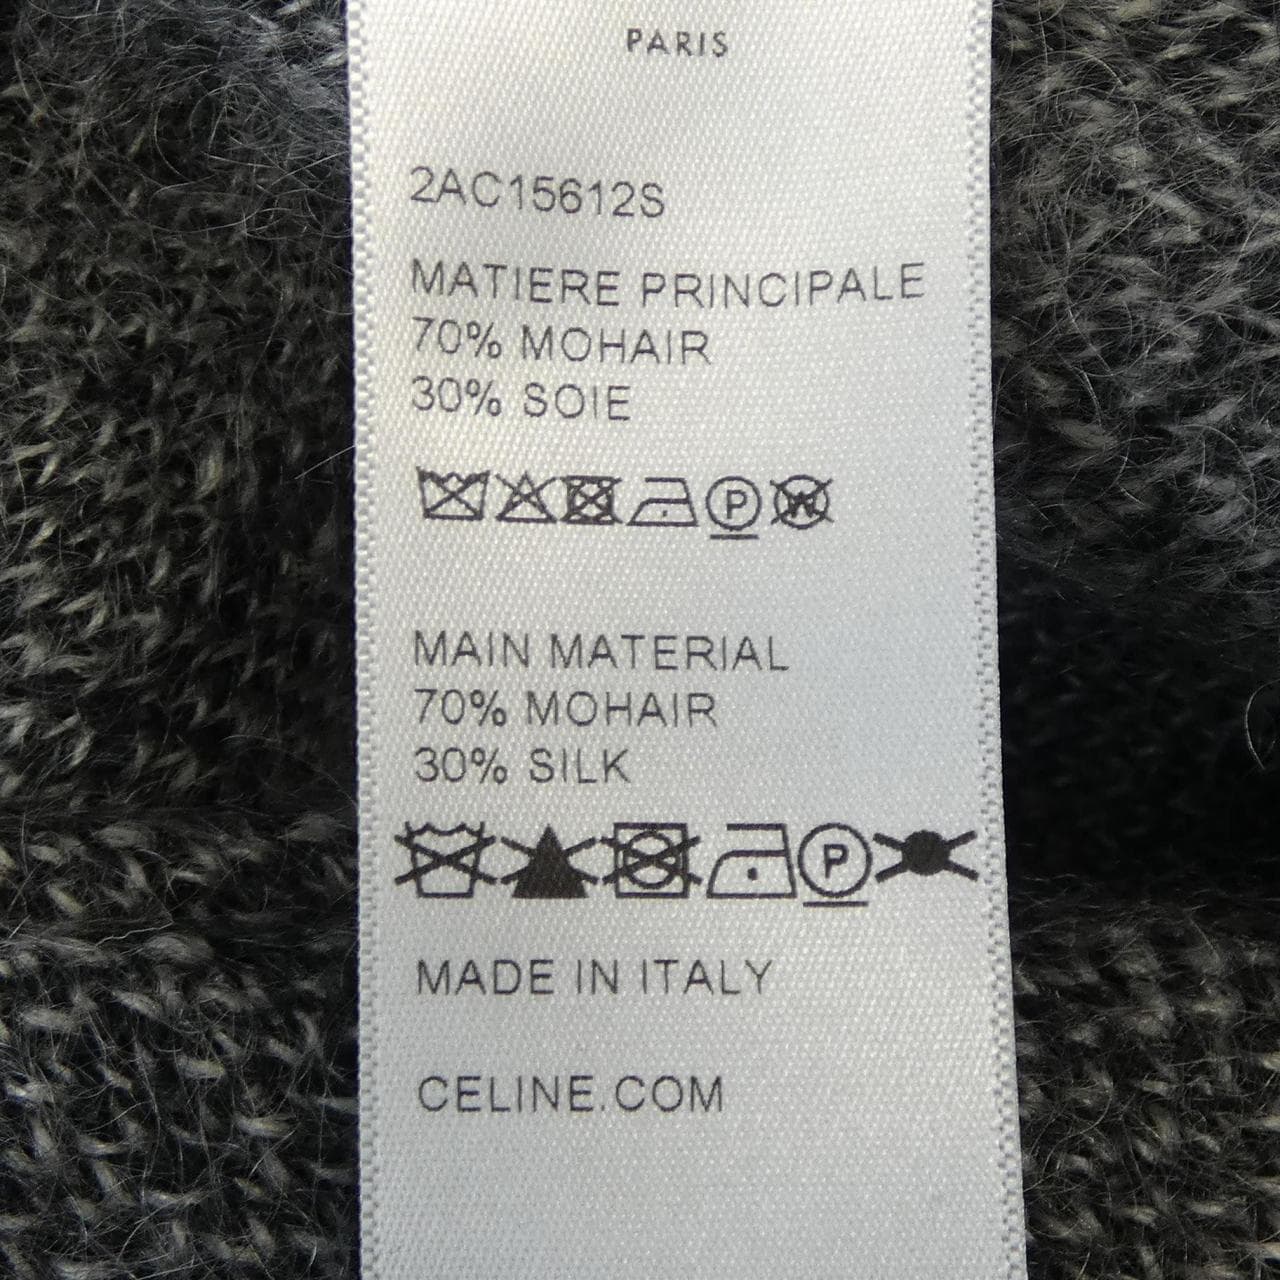 PARIS
2AC15612S
MATIERE PRINCIPALE
70% MOHAIR
30% SOIE
P W
MAIN MATERIAL
70% MOHAIR
30% SILK
P
MADE IN ITALY
CELINE.COM